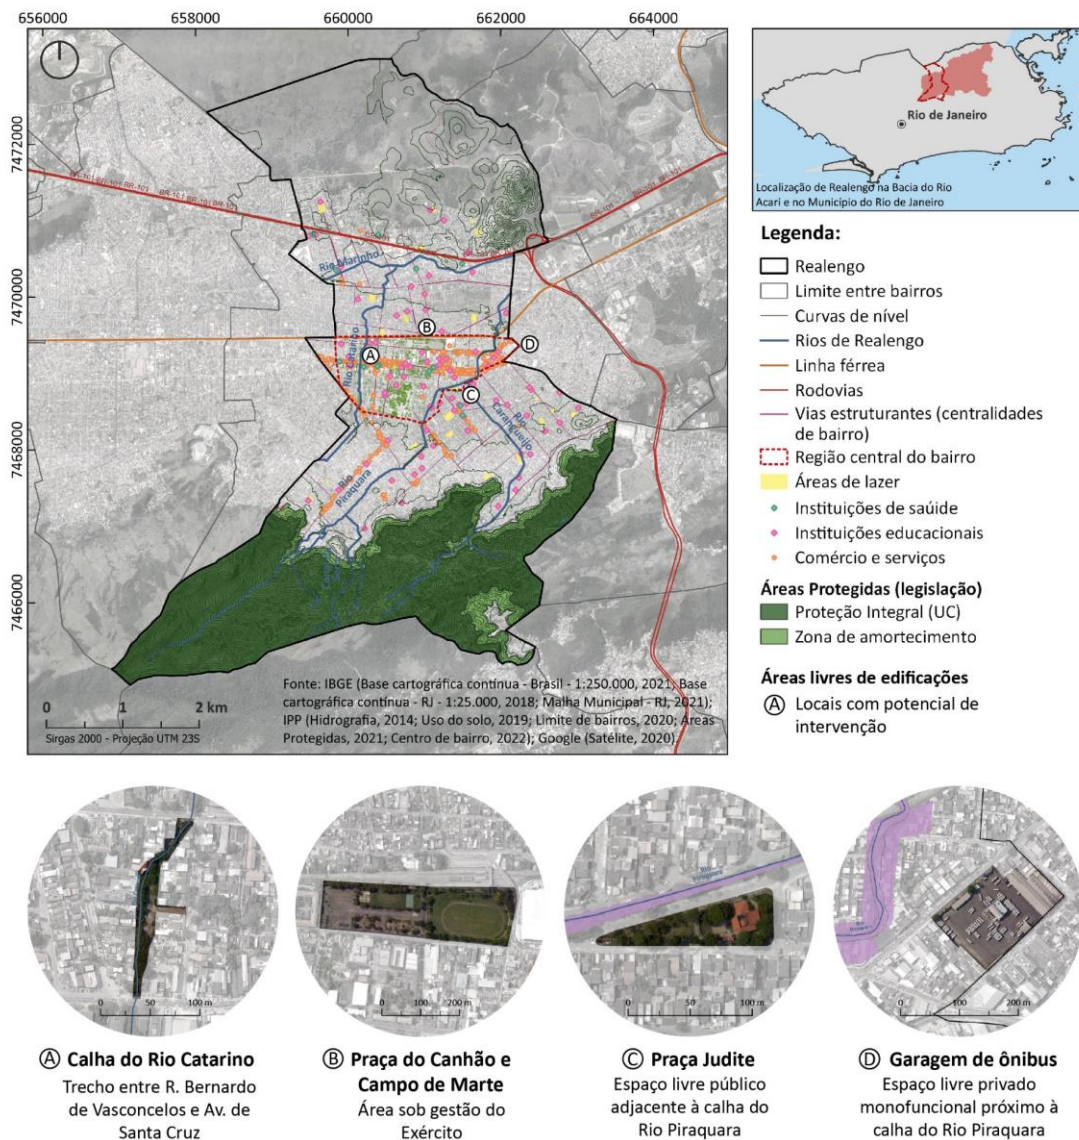 656000
658000
660000
662000
664000
7472000
7470000
7468000
7466000
BR-101
Rio Marinho
Rio Catarino
Rio Carangueijo
Rio Piraquara
B
A
D
C
0 1 2 km
Sirgas 2000 - Projeção UTM 23S
Fonte: IBGE (Base cartográfica contínua - Brasil - 1:250.000, 2021; Base
cartográfica contínua - RJ - 1:25.000, 2018; Malha Municipal - RJ, 2021);
IPP (Hidrografia, 2014; Uso do solo, 2019; Limite de bairros, 2020; Áreas
Protegidas, 2021; Centro de bairro, 2022); Google (Satélite, 2020).
Rio de Janeiro
Localização de Realengo na Bacia do Rio
Acari e no Município do Rio de Janeiro
Legenda:
Realengo
Limite entre bairros
Curvas de nível
Rios de Realengo
Linha férrea
Rodovias
Vias estruturantes (centralidades
de bairro)
Região central do bairro
Áreas de lazer
Instituições de saúde
Instituições educacionais
Comércio e serviços
Áreas Protegidas (legislação)
Proteção Integral (UC)
Zona de amortecimento
Áreas livres de edificações
A Locais com potencial de
intervenção
0 50 100 m
0 100 200 m
Rio Piraquara
0 50 100 m
0 100 200 m
A Calha do Rio Catarino
Trecho entre R. Bernardo
de Vasconcelos e Av. de
Santa Cruz
B Praça do Canhão e
Campo de Marte
Área sob gestão do
Exército
C Praça Judite
Espaço livre público
adjacente à calha do
Rio Piraquara
D Garagem de ônibus
Espaço livre privado
monofuncional próximo à
calha do Rio Piraquara